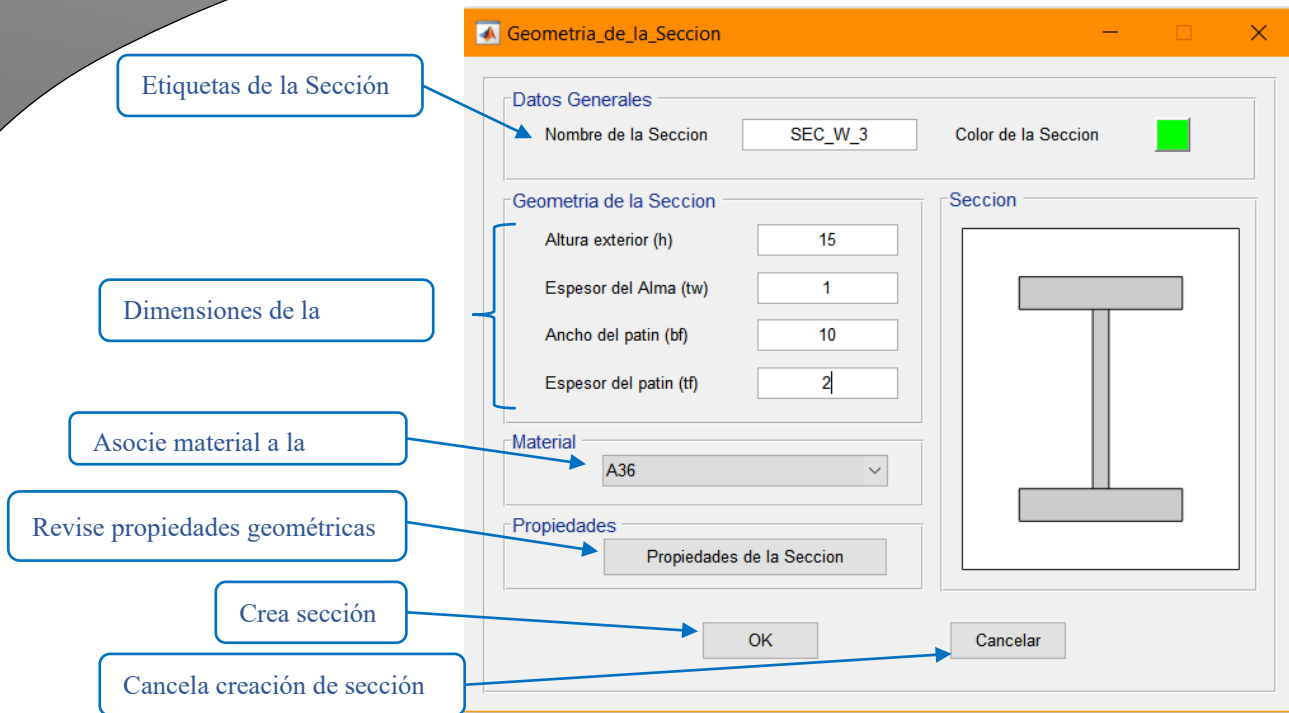 Geometria_de_la_Seccion
Etiquetas de la Sección
Datos Generales
Nombre de la Seccion
SEC_W_3
Color de la Seccion
Geometria de la Seccion
Altura exterior (h)
15
Espesor del Alma (tw)
1
Ancho del patin (bf)
10
Espesor del patin (tf)
2
Seccion
Dimensiones de la
Asocie material a la
Material
A36
Revise propiedades geométricas
Propiedades
Propiedades de la Seccion
Crea sección
OK
Cancelar
Cancela creación de sección